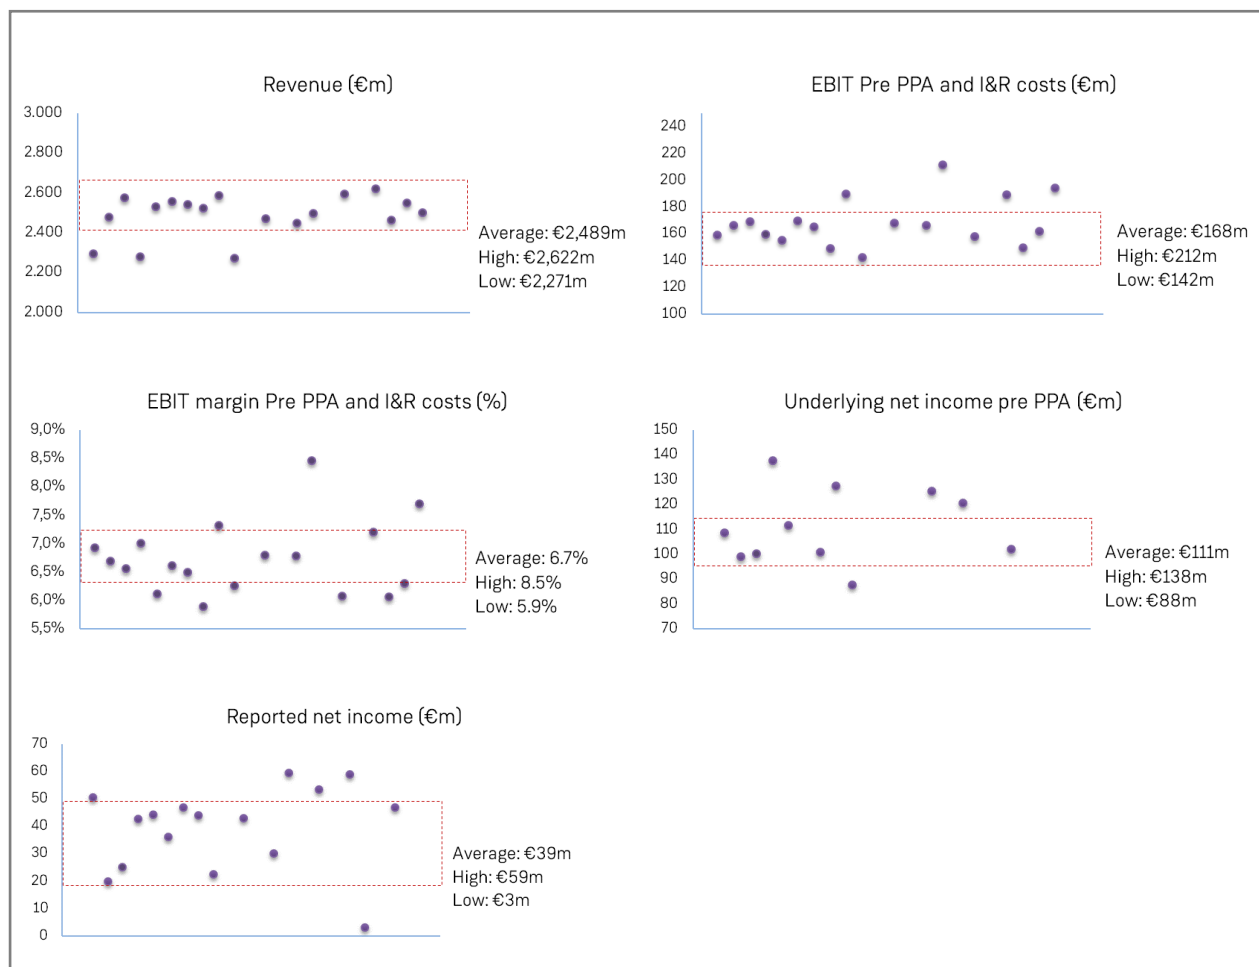 Revenue (€m)
3.000
2.800
2.600
2.400
2.200
2.000
Average: €2,489m
High: €2,622m
Low: €2,271m
EBIT Pre PPA and I&R costs (€m)
240
220
200
180
160
140
120
100
Average: €168m
High: €212m
Low: €142m
EBIT margin Pre PPA and I&R costs (%)
9,0%
8,5%
8,0%
7,5%
7,0%
6,5%
6,0%
5,5%
Average: 6.7%
High: 8.5%
Low: 5.9%
Underlying net income pre PPA (€m)
150
140
130
120
110
100
90
80
70
Average: €111m
High: €138m
Low: €88m
Reported net income (€m)
70
60
50
40
30
20
10
0
Average: €39m
High: €59m
Low: €3m